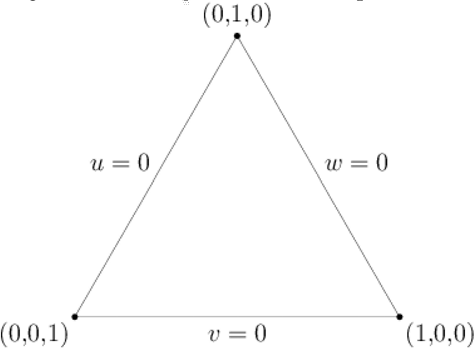 (0,1,0)
u = 0
w = 0
(0,0,1)
v = 0
(1,0,0)